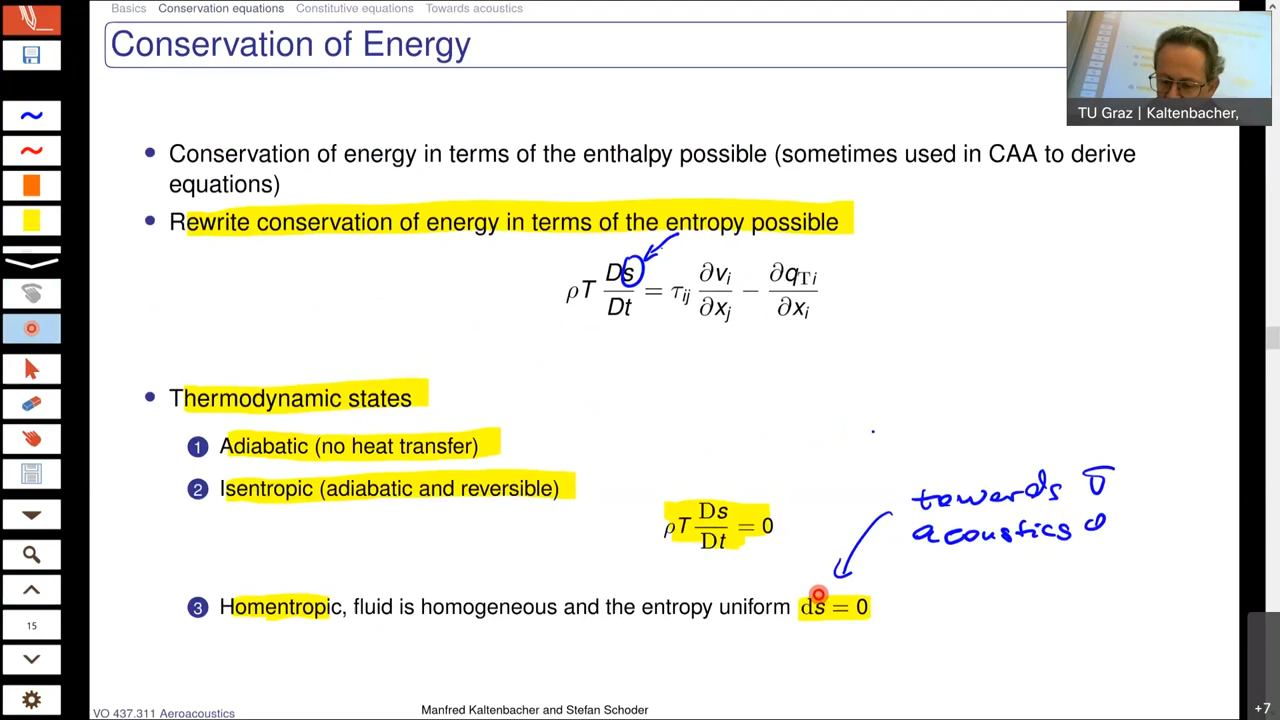 Basics Conservation equations Constitutive equations Towards acoustics
Conservation of Energy
TU Graz | Kaltenbacher,
Conservation of energy in terms of the enthalpy possible (sometimes used in CAA to derive
equations)
Rewrite conservation of energy in terms of the entropy possible
ρT Ds/Dt = τij ∂vi/∂xj − ∂qTi/∂xi
Thermodynamic states
1 Adiabatic (no heat transfer)
2 Isentropic (adiabatic and reversible)
ρT Ds/Dt = 0
towards
acoustics
3 Homentropic, fluid is homogeneous and the entropy uniform ds = 0
15
VO 437.311 Aeroacoustics
Manfred Kaltenbacher and Stefan Schoder
+7